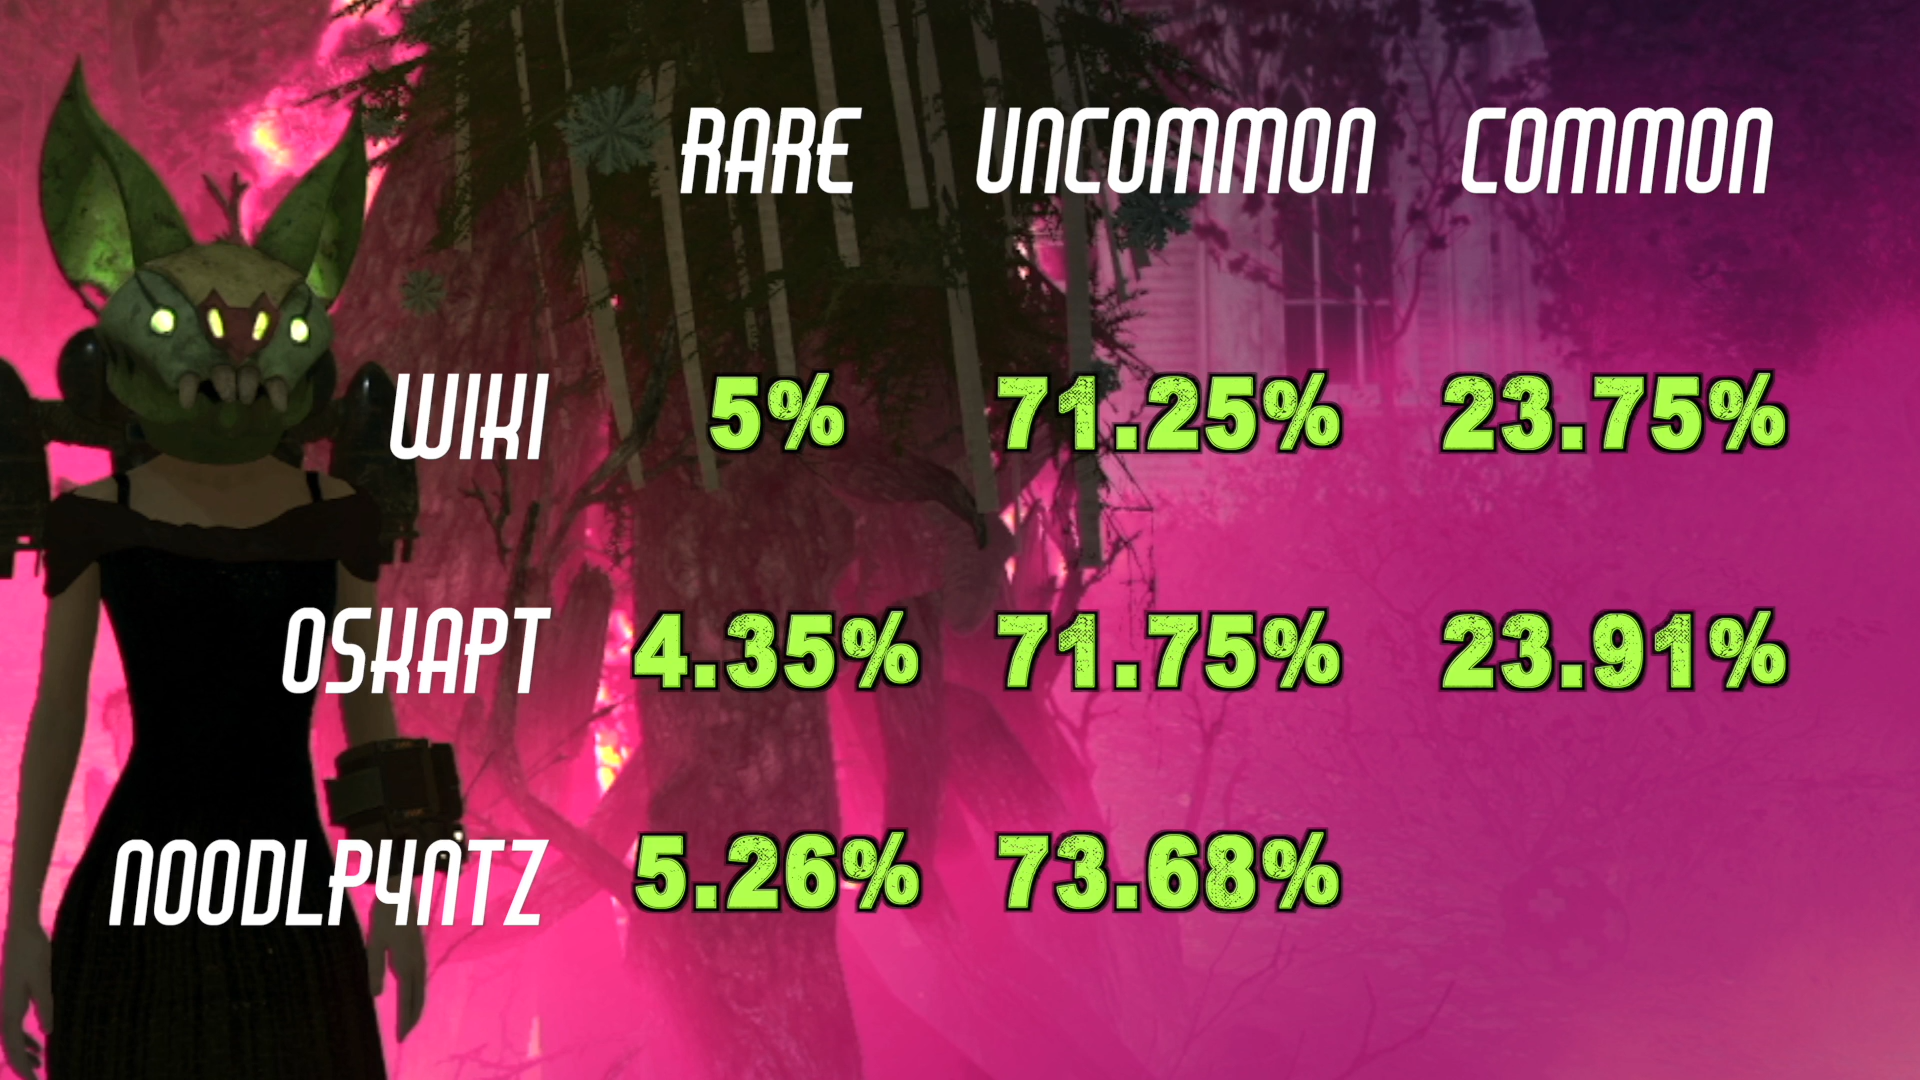 RARE UNCOMMON COMMON
WIKI 5% 71.25% 23.75%
OSKAPT 4.35% 71.75% 23.91%
NOODLP4NTZ 5.26% 73.68%